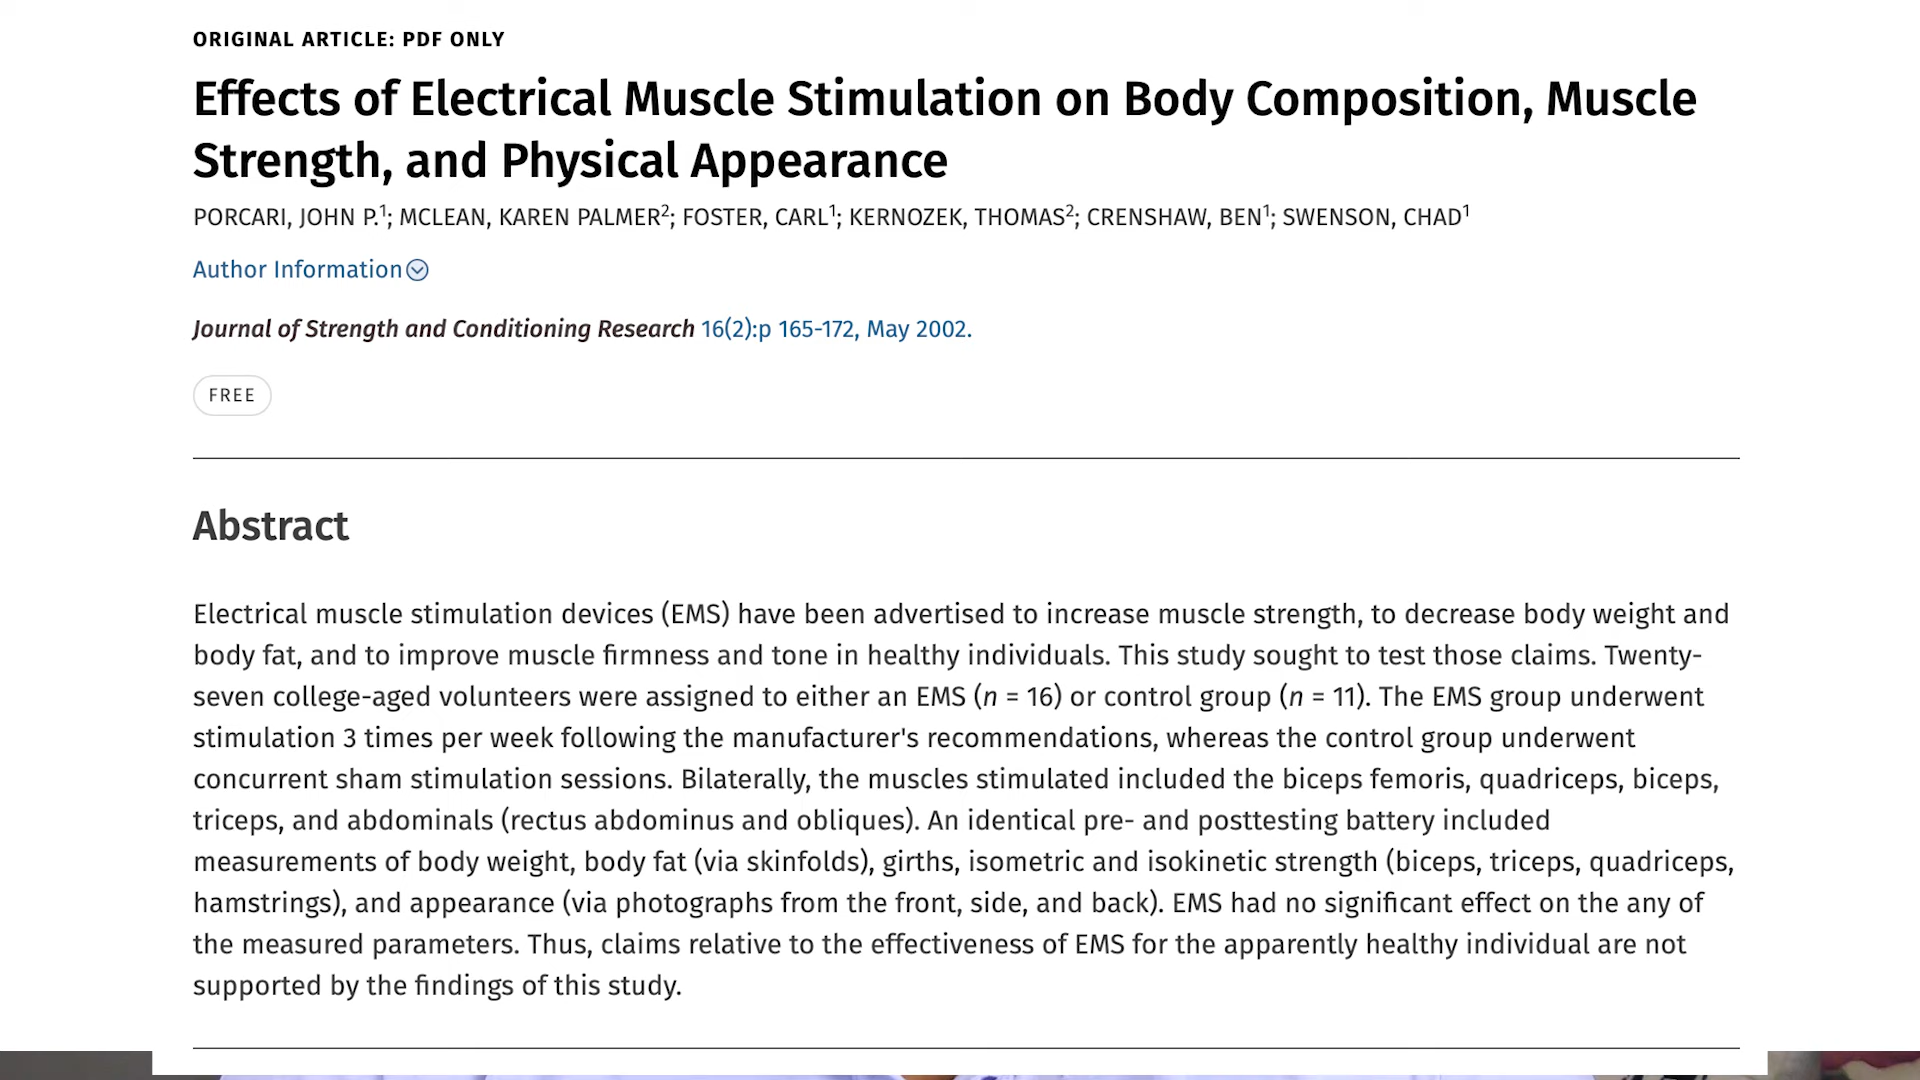 ORIGINAL ARTICLE: PDF ONLY
Effects of Electrical Muscle Stimulation on Body Composition, Muscle
Strength, and Physical Appearance
PORCARI, JOHN P.1; MCLEAN, KAREN PALMER2; FOSTER, CARL1; KERNOZEK, THOMAS2; CRENSHAW, BEN1; SWENSON, CHAD1
Author Information
Journal of Strength and Conditioning Research 16(2):p 165-172, May 2002.
FREE
Abstract
Electrical muscle stimulation devices (EMS) have been advertised to increase muscle strength, to decrease body weight and
body fat, and to improve muscle firmness and tone in healthy individuals. This study sought to test those claims. Twenty-
seven college-aged volunteers were assigned to either an EMS (n = 16) or control group (n = 11). The EMS group underwent
stimulation 3 times per week following the manufacturer's recommendations, whereas the control group underwent
concurrent sham stimulation sessions. Bilaterally, the muscles stimulated included the biceps femoris, quadriceps, biceps,
triceps, and abdominals (rectus abdominus and obliques). An identical pre- and posttesting battery included
measurements of body weight, body fat (via skinfolds), girths, isometric and isokinetic strength (biceps, triceps, quadriceps,
hamstrings), and appearance (via photographs from the front, side, and back). EMS had no significant effect on the any of
the measured parameters. Thus, claims relative to the effectiveness of EMS for the apparently healthy individual are not
supported by the findings of this study.